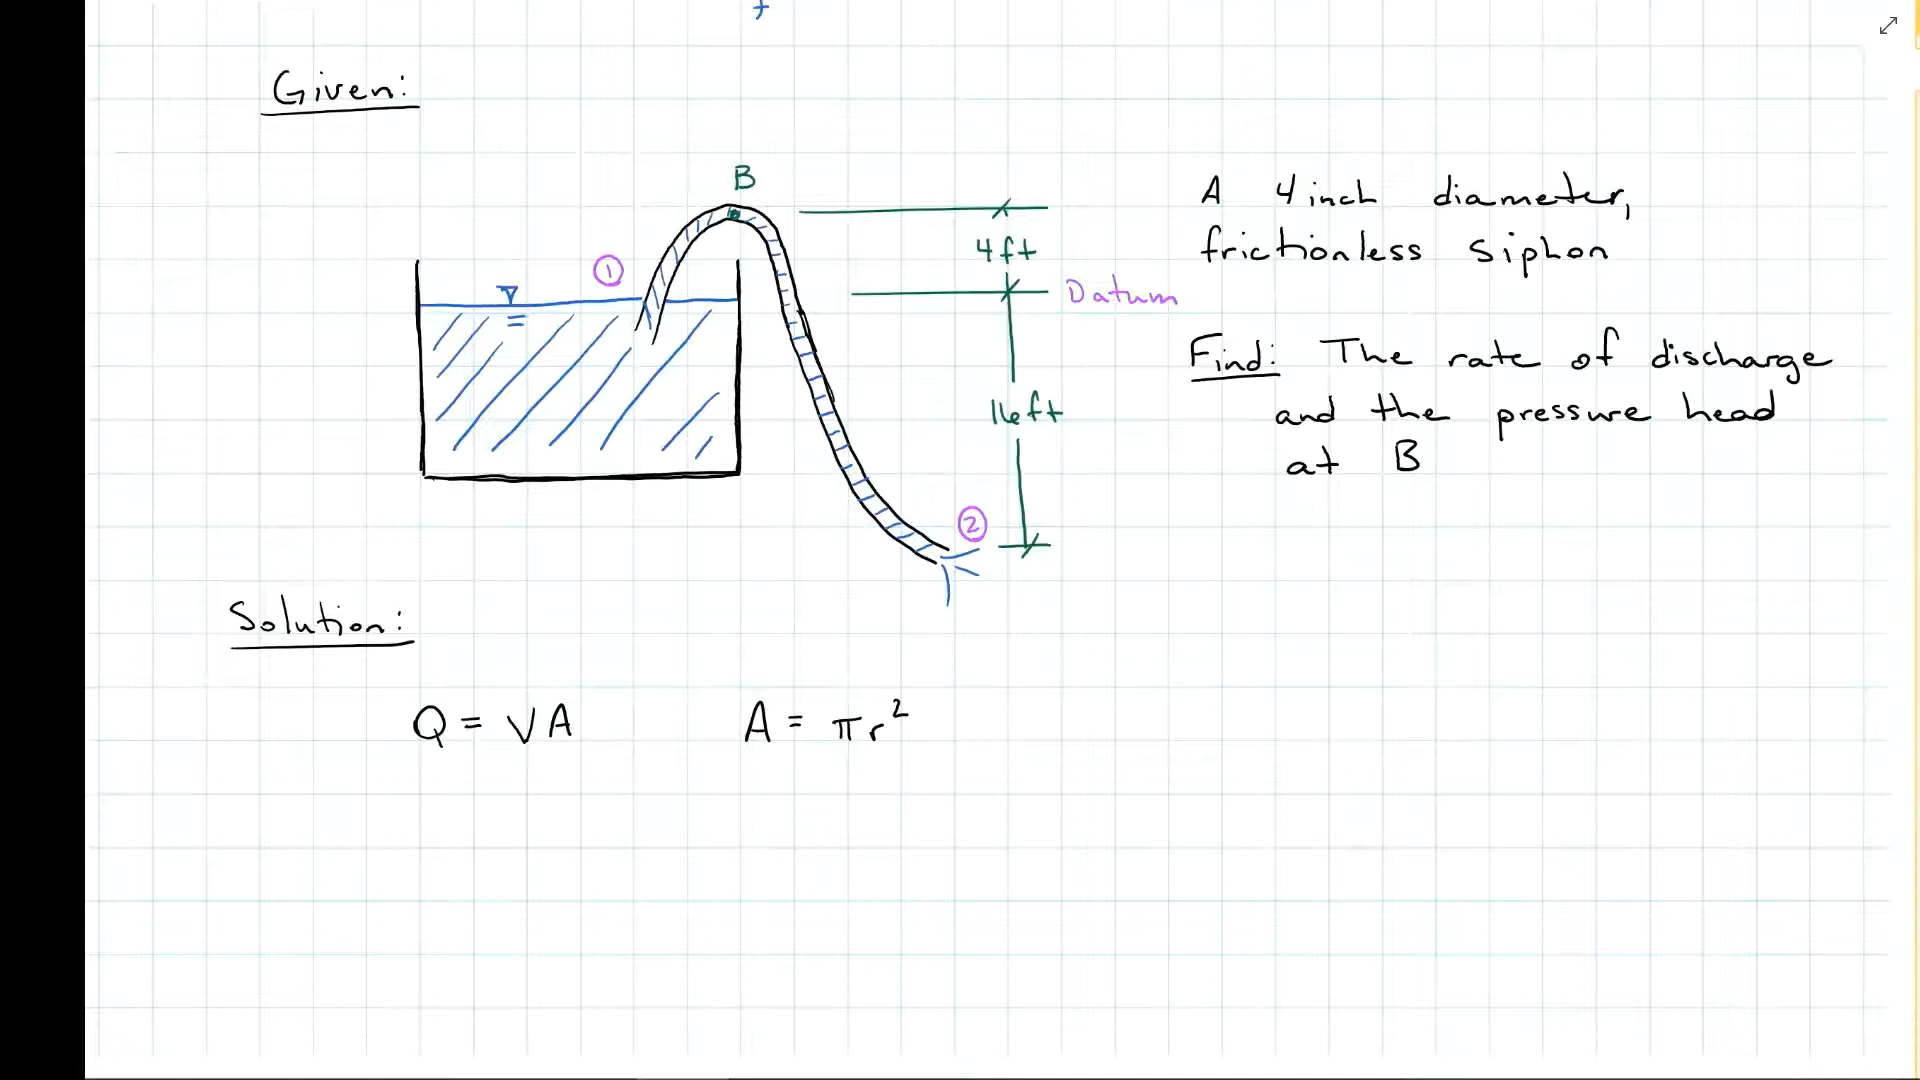 Given:
B
A 4 inch diameter,
frictionless siphon
4ft
①
Datum
Find: The rate of discharge
and the pressure head
at B
16ft
②
Solution:
Q = VA
A = πr²